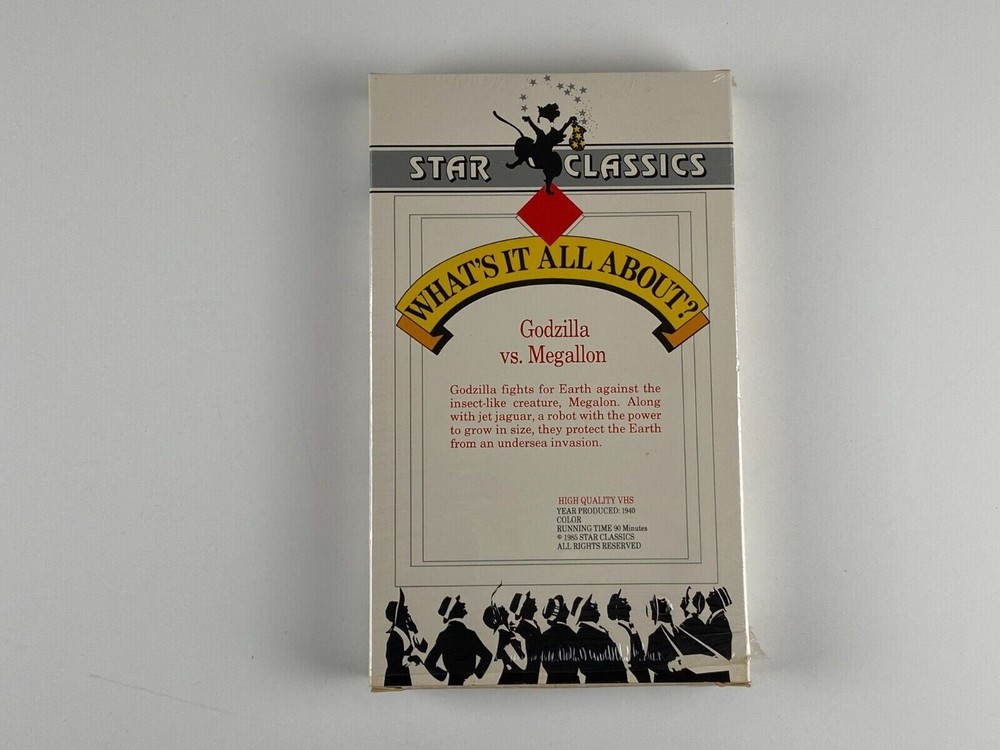 STAR CLASSICS
WHAT'S IT ALL ABOUT?
Godzilla
vs. Megallon
Godzilla fights for Earth against the
insect-like creature, Megalon. Along
with jet jaguar, a robot with the power
to grow in size, they protect the Earth
from an undersea invasion.
HIGH QUALITY VHS
YEAR PRODUCED: 1940
COLOR
RUNNING TIME 90 Minutes
© 1985 STAR CLASSICS
ALL RIGHTS RESERVED